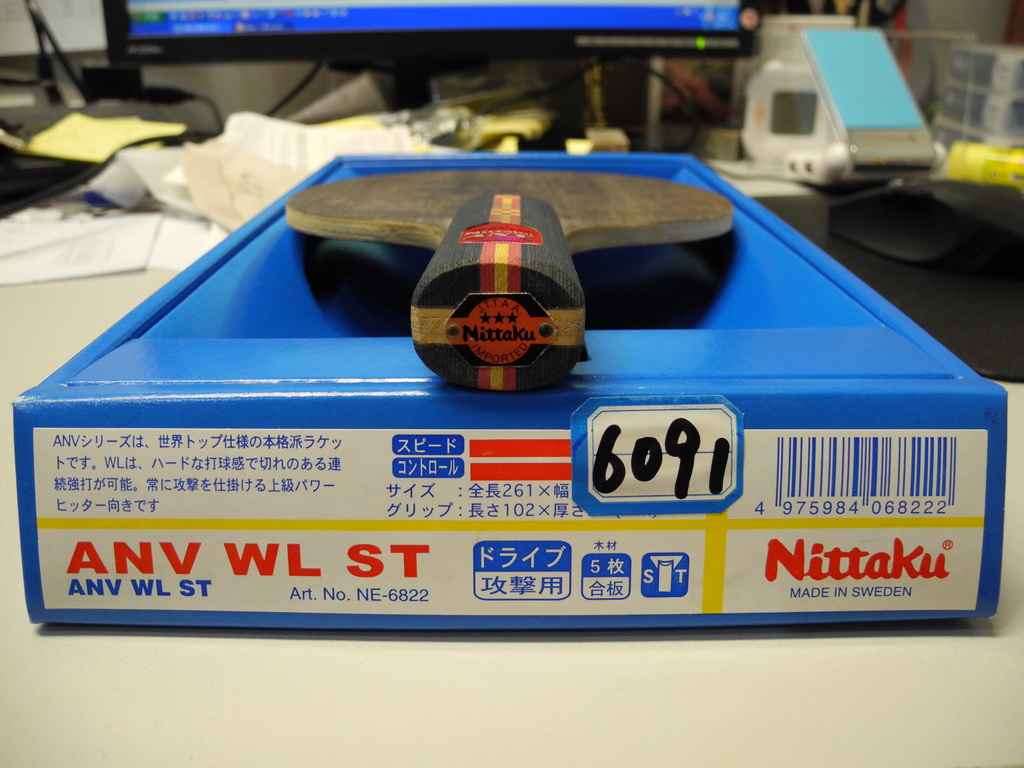 J.T.T.A.A
★★★
Nittaku
IMPORTED
ANVシリーズは、世界トップ仕様の本格派ラケッ
トです。WLは、ハードな打球感で切れのある連
続強打が可能。常に攻撃を仕掛ける上級パワー
ヒッター向きです
スピード
コントロール
サイズ :全長261×幅
グリップ:長さ102×厚さ
6091
4 975984 068222
ANV WL ST
ANV WL ST
Art. No. NE-6822
ドライブ
攻撃用
木材
5枚
合板
S T
Nittaku®
MADE IN SWEDEN